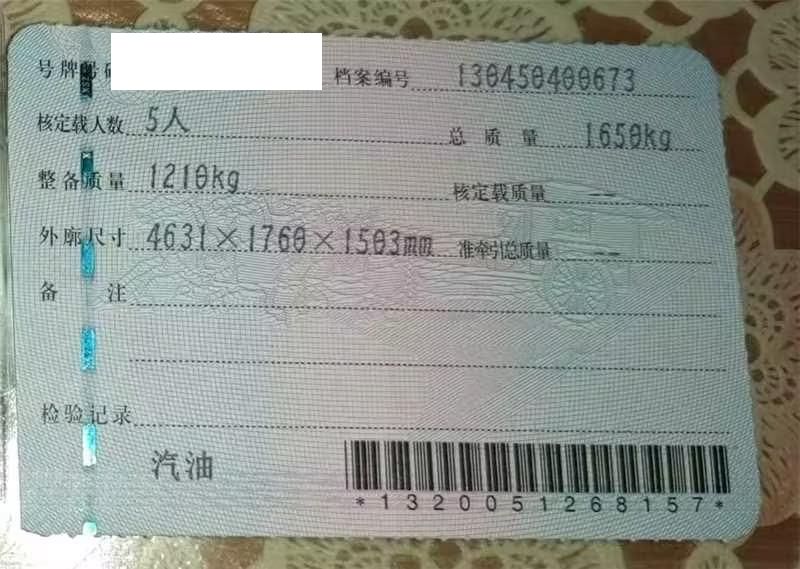 号牌号码 档案编号 130450400673
核定载人数 5人 总质量 1650kg
整备质量 1210kg 核定载质量 --
外廓尺寸 4631×1760×1503mm 准牵引总质量 --
备注
检验记录
汽油
*1320051268157*